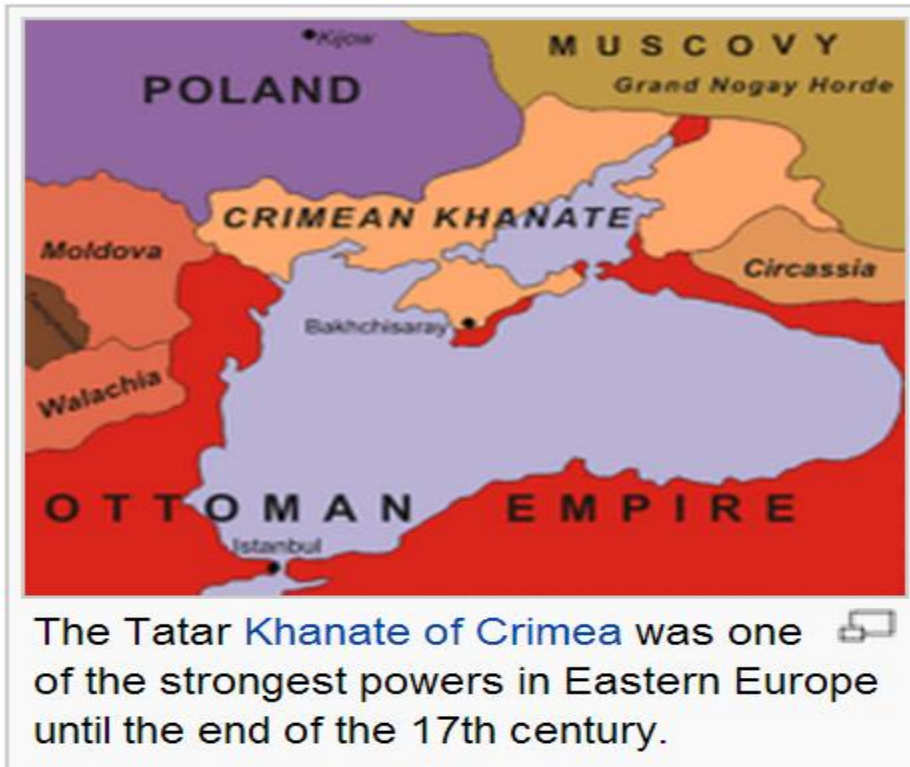 Kijow
MUSCOVY
POLAND
Grand Nogay Horde
CRIMEAN KHANATE
Moldova
Circassia
Bakhchisaray
Walachia
OTTOMAN EMPIRE
Istanbul
The Tatar Khanate of Crimea was one
of the strongest powers in Eastern Europe
until the end of the 17th century.